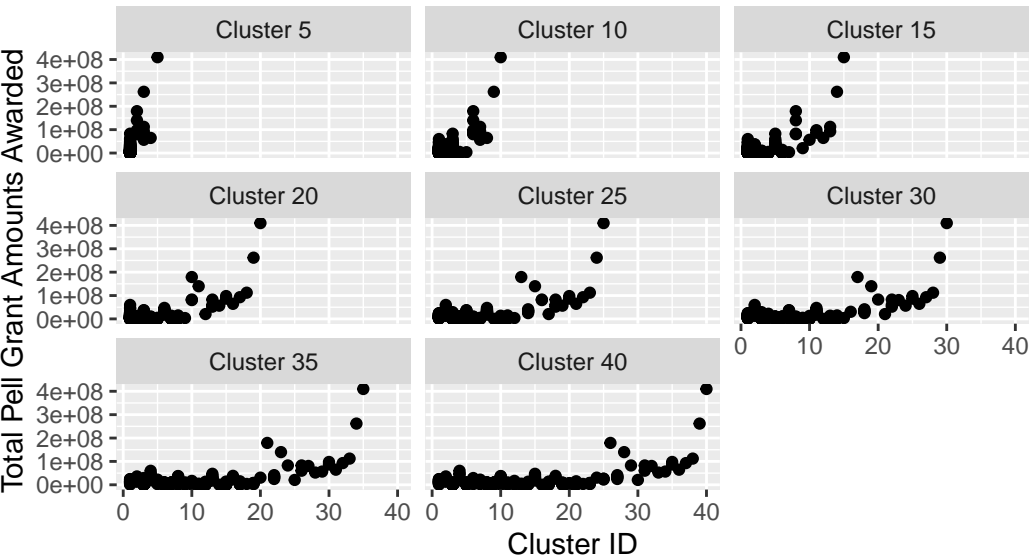 Total Pell Grant Amounts Awarded
Cluster 5
Cluster 10
Cluster 15
4e+08
3e+08
2e+08
1e+08
0e+00
Cluster 20
Cluster 25
Cluster 30
4e+08
3e+08
2e+08
1e+08
0e+00
0 10 20 30 40
Cluster 35
Cluster 40
4e+08
3e+08
2e+08
1e+08
0e+00
0 10 20 30 40
0 10 20 30 40
Cluster ID